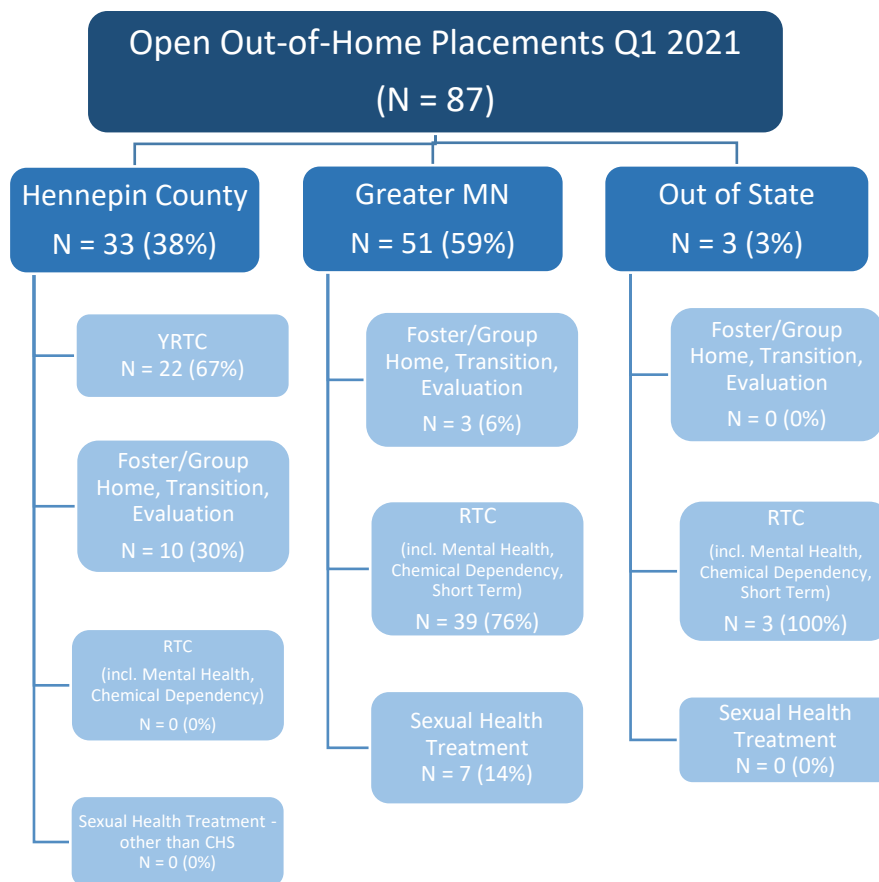 Open Out-of-Home Placements Q1 2021
(N = 87)
Hennepin County
N = 33 (38%)
YRTC
N = 22 (67%)
Foster/Group
Home, Transition,
Evaluation
N = 10 (30%)
RTC
(incl. Mental Health,
Chemical Dependency)
N = 0 (0%)
Sexual Health Treatment -
other than CHS
N = 0 (0%)
Greater MN
N = 51 (59%)
Foster/Group
Home, Transition,
Evaluation
N = 3 (6%)
RTC
(incl. Mental Health,
Chemical Dependency,
Short Term)
N = 39 (76%)
Sexual Health
Treatment
N = 7 (14%)
Out of State
N = 3 (3%)
Foster/Group
Home, Transition,
Evaluation
N = 0 (0%)
RTC
(incl. Mental Health,
Chemical Dependency,
Short Term)
N = 3 (100%)
Sexual Health
Treatment
N = 0 (0%)